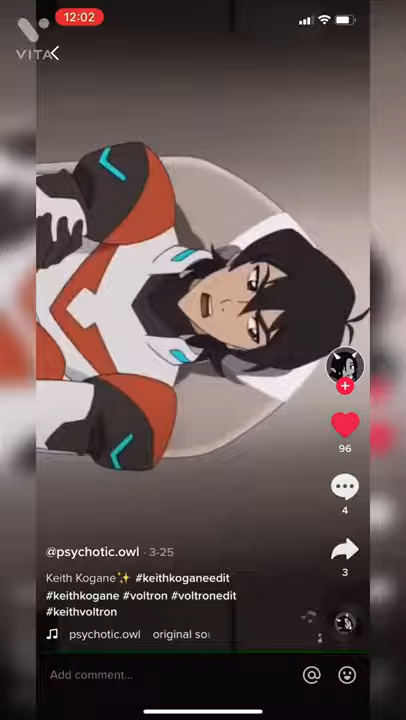 12:02
VITA
96
4
3
@psychotic.owl · 3-25
Keith Kogane✨ #keithkoganeedit
#keithkogane #voltron #voltronedit
#keithvoltron
psychotic.owl original so
Add comment...